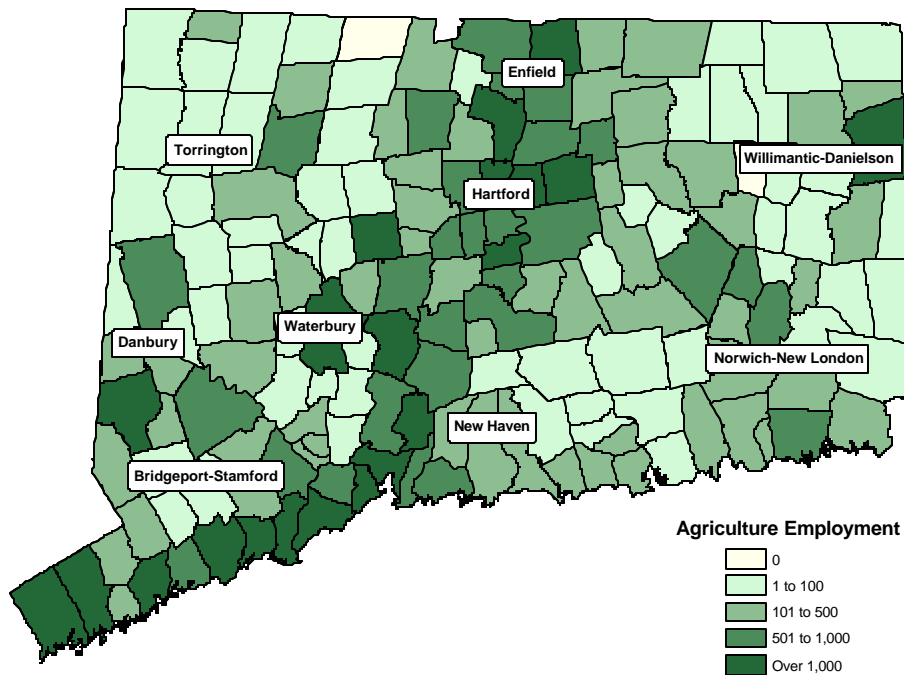 Enfield
Torrington
Willimantic-Danielson
Hartford
Waterbury
Danbury
Norwich-New London
New Haven
Bridgeport-Stamford
Agriculture Employment
0
1 to 100
101 to 500
501 to 1,000
Over 1,000